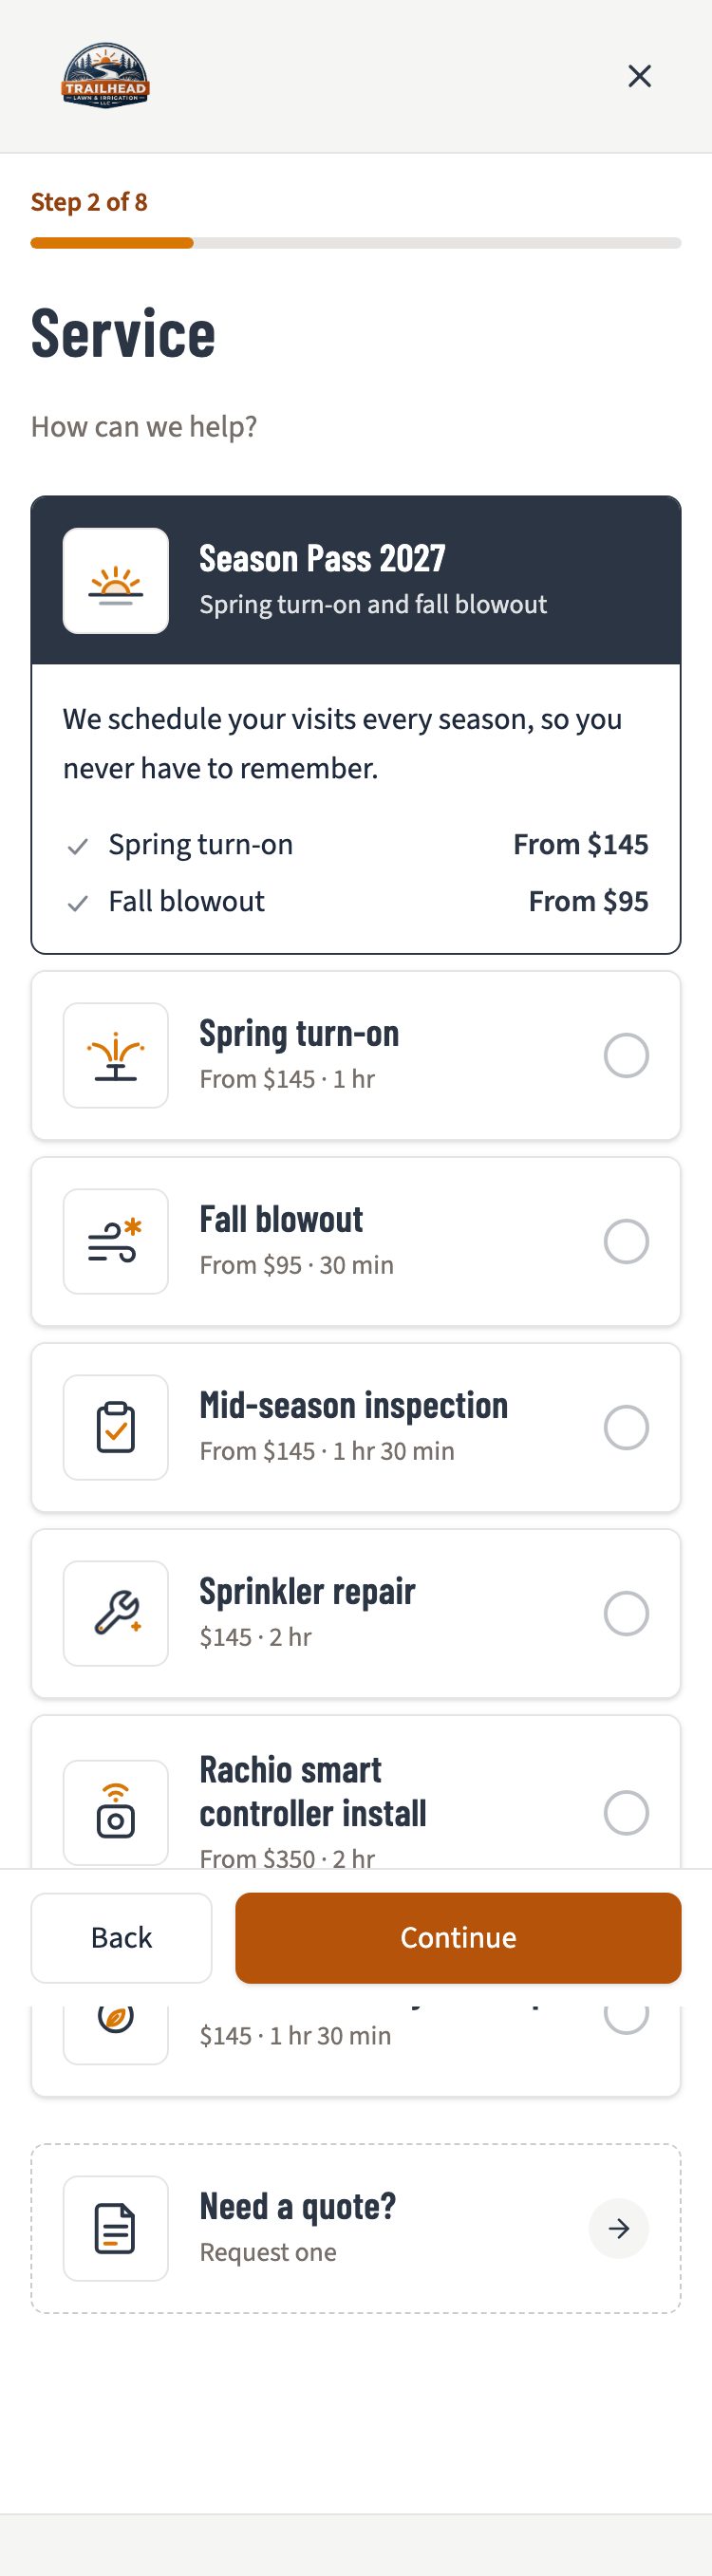 TRAILHEAD
LAWN & IRRIGATION
LLC
Step 2 of 8
Service
How can we help?
Season Pass 2027
Spring turn-on and fall blowout
We schedule your visits every season, so you
never have to remember.
Spring turn-on From $145
Fall blowout From $95
Spring turn-on
From $145 · 1 hr
Fall blowout
From $95 · 30 min
Mid-season inspection
From $145 · 1 hr 30 min
Sprinkler repair
$145 · 2 hr
Rachio smart
controller install
From $350 · 2 hr
Back Continue
$145 · 1 hr 30 min
Need a quote?
Request one